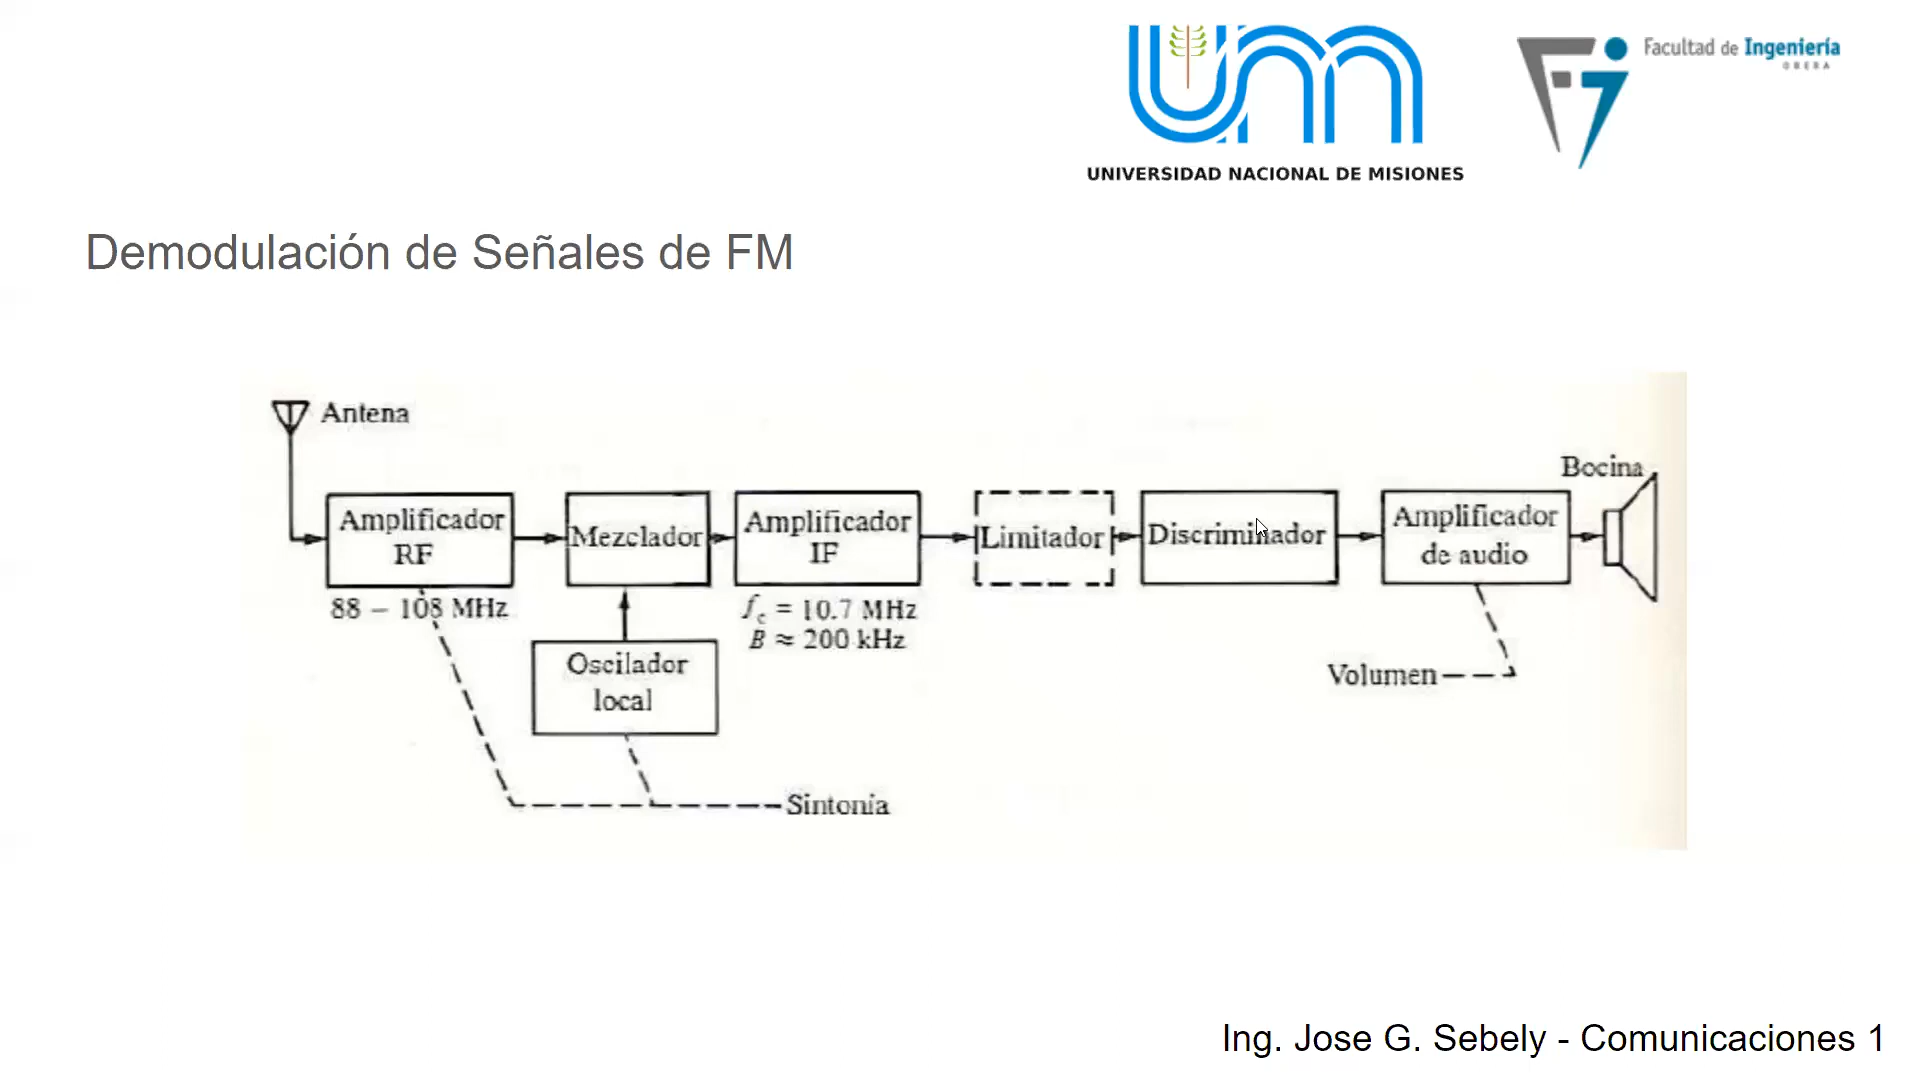 UNIVERSIDAD NACIONAL DE MISIONES
Facultad de Ingeniería
OBERA
Demodulación de Señales de FM
Antena
Bocina
Amplificador
RF
Mezclador
Amplificador
IF
Limitador
Discriminador
Amplificador
de audio
88 – 108 MHz
f_c = 10.7 MHz
B ≈ 200 kHz
Oscilador
local
Volumen
Sintonia
Ing. Jose G. Sebely - Comunicaciones 1